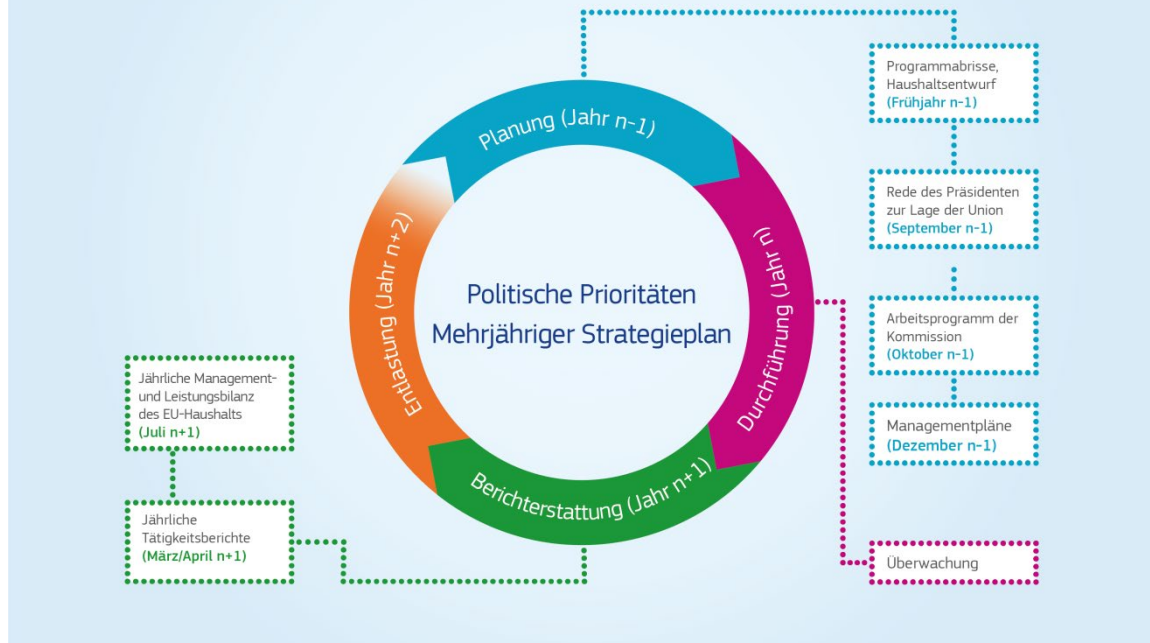 Planung (Jahr n-1)
Durchführung (Jahr n)
Berichterstattung (Jahr n+1)
Entlastung (Jahr n+2)
Politische Prioritäten
Mehrjähriger Strategieplan
Programmabrisse,
Haushaltsentwurf
(Frühjahr n-1)
Rede des Präsidenten
zur Lage der Union
(September n-1)
Arbeitsprogramm der
Kommission
(Oktober n-1)
Managementpläne
(Dezember n-1)
Überwachung
Jährliche Management-
und Leistungsbilanz
des EU-Haushalts
(Juli n+1)
Jährliche
Tätigkeitsberichte
(März/April n+1)